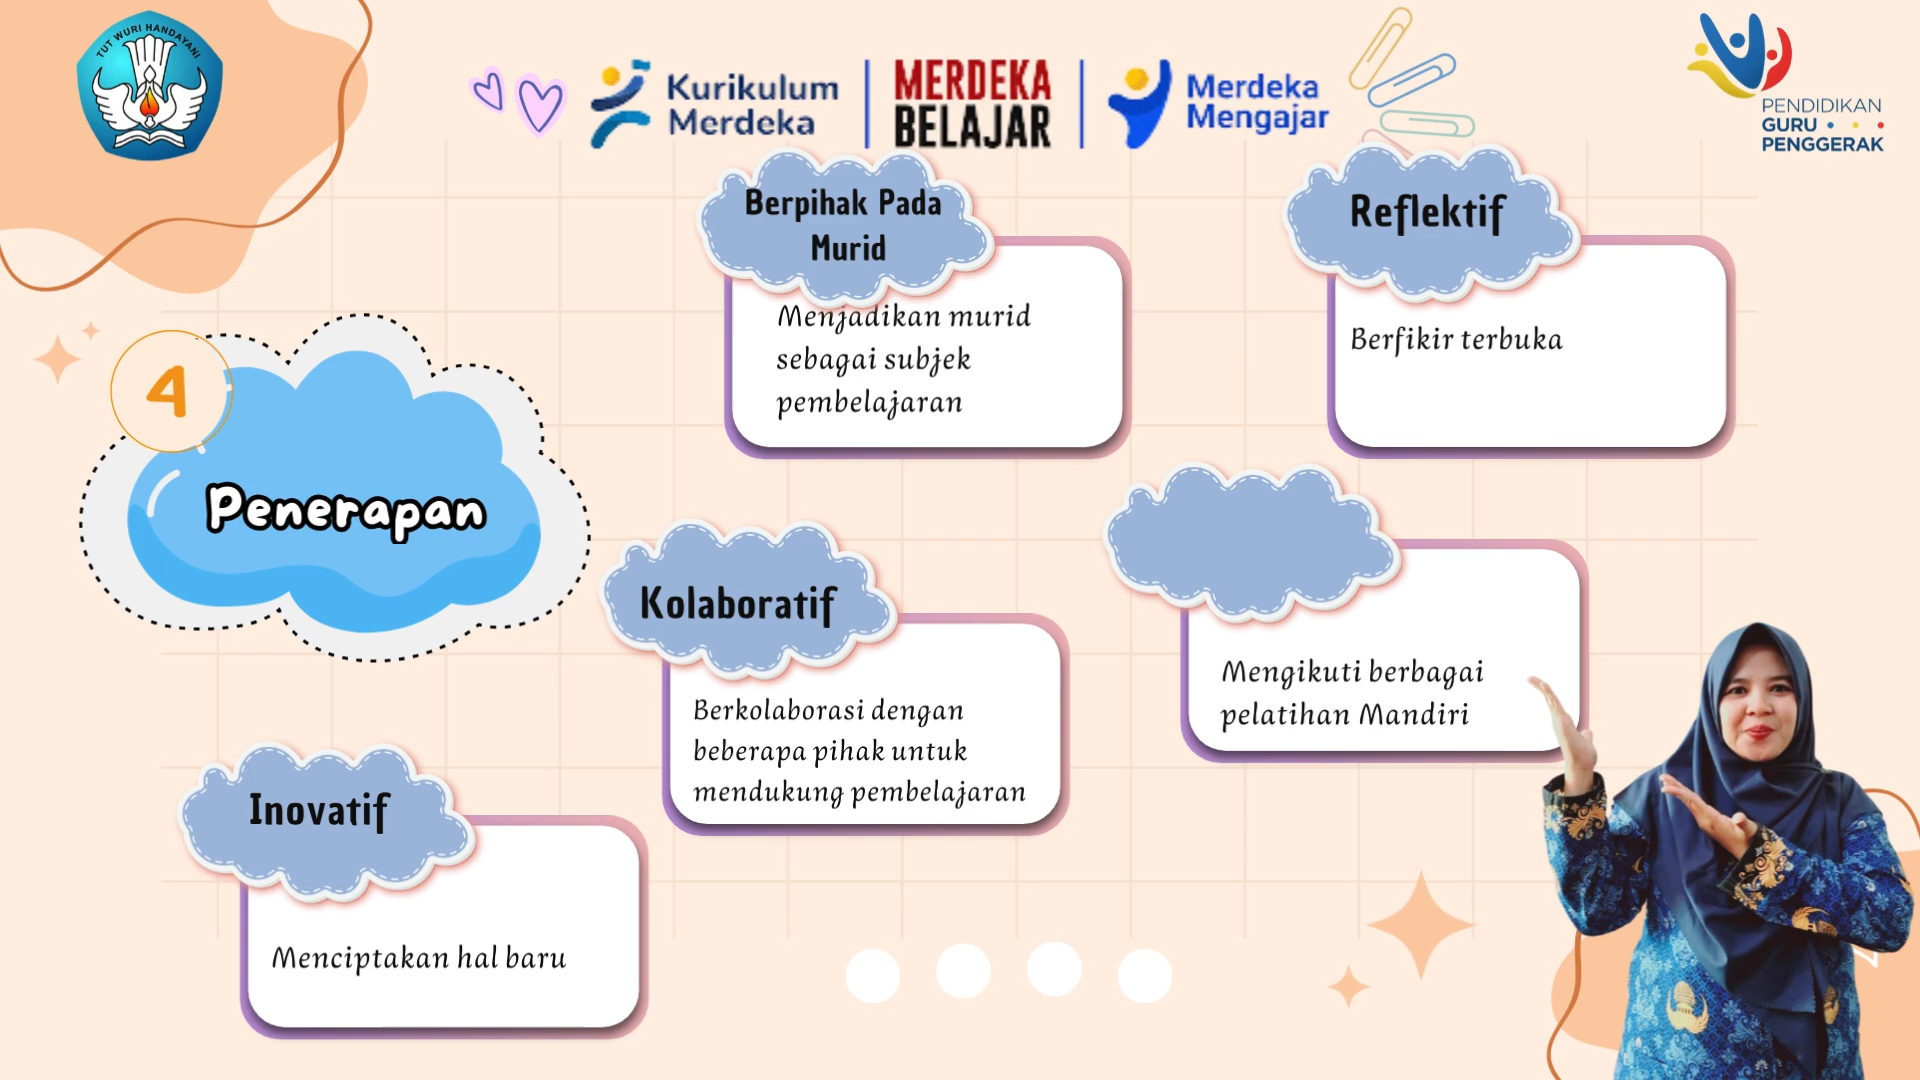 TUT WURI HANDAYANI
Kurikulum
Merdeka
MERDEKA
BELAJAR
Merdeka
Mengajar
PENDIDIKAN
GURU
PENGGERAK
4
Penerapan
Berpihak Pada
Murid
Menjadikan murid
sebagai subjek
pembelajaran
Reflektif
Berfikir terbuka
Kolaboratif
Berkolaborasi dengan
beberapa pihak untuk
mendukung pembelajaran
Mengikuti berbagai
pelatihan Mandiri
Inovatif
Menciptakan hal baru